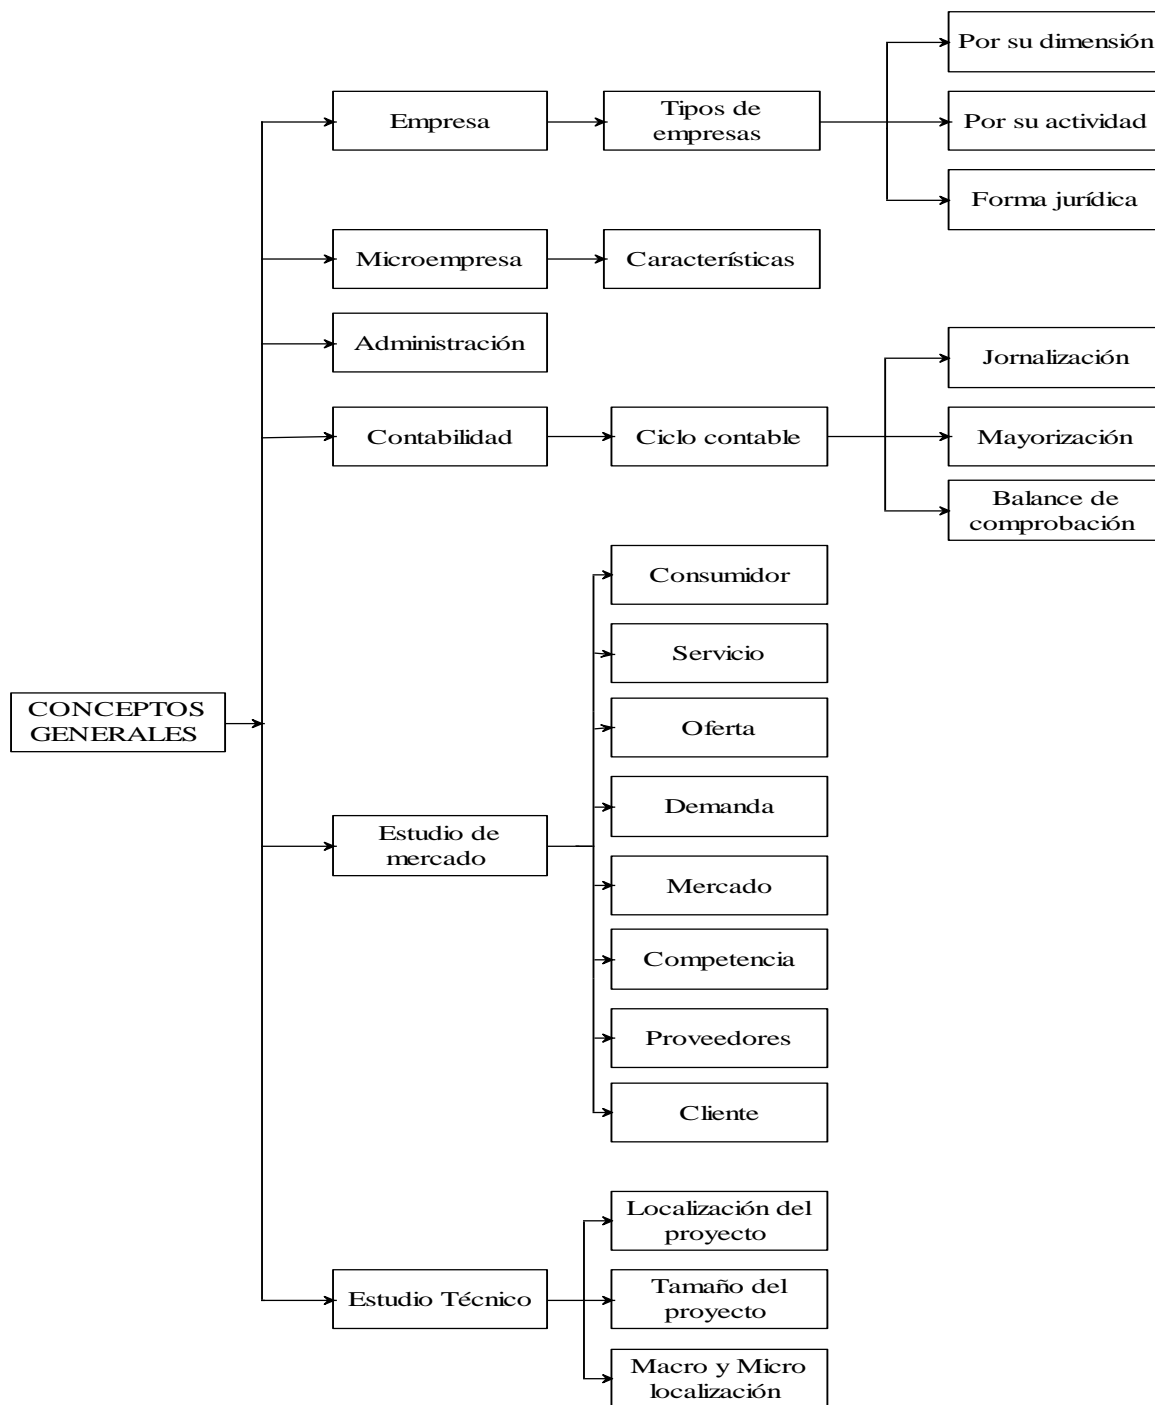 Por su dimensión
Empresa
Tipos de
empresas
Por su actividad
Forma jurídica
Microempresa
Características
Administración
Jornalización
Contabilidad
Ciclo contable
Mayorización
Balance de
comprobación
Consumidor
Servicio
Oferta
CONCEPTOS
GENERALES
Demanda
Estudio de
mercado
Mercado
Competencia
Proveedores
Cliente
Localización del
proyecto
Estudio Técnico
Tamaño del
proyecto
Macro y Micro
localización